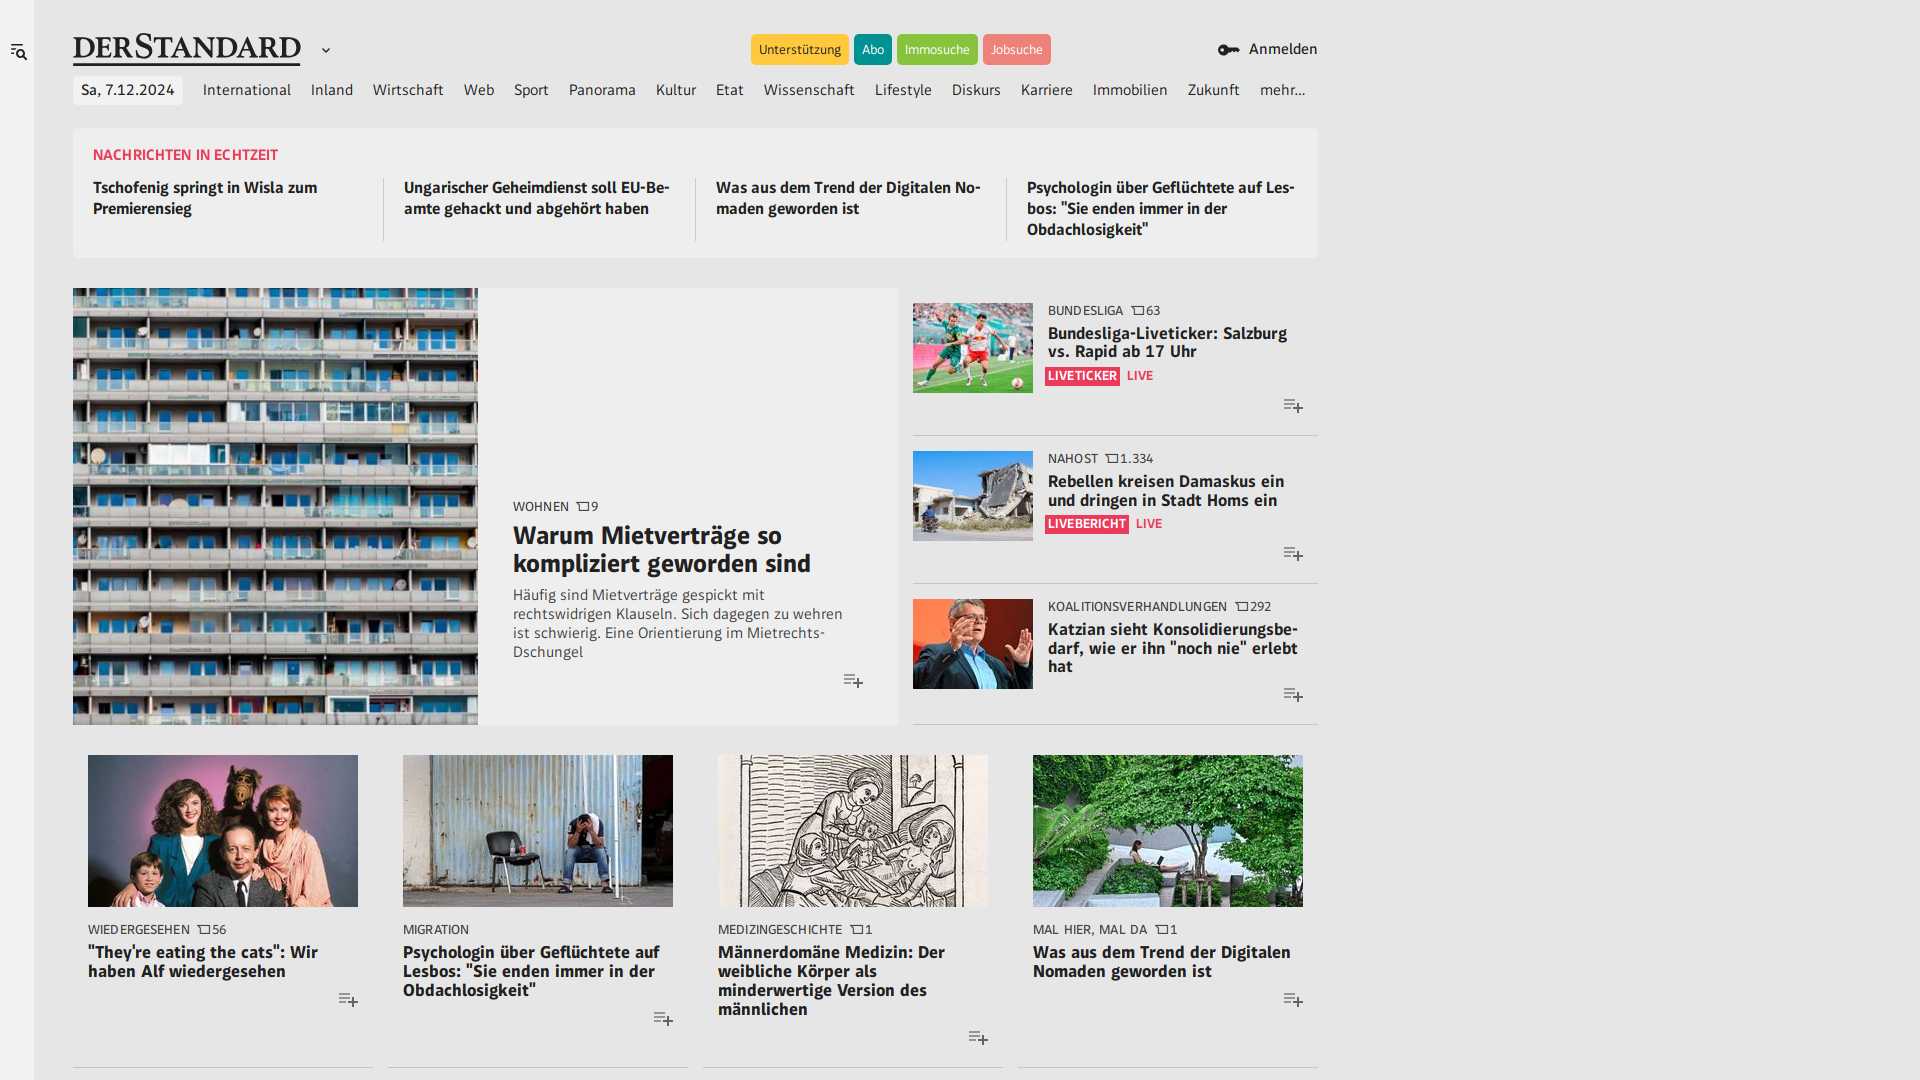 DERSTANDARD
Unterstützung Abo Immosuche Jobsuche
Anmelden
Sa, 7.12.2024 International Inland Wirtschaft Web Sport Panorama Kultur Etat Wissenschaft Lifestyle Diskurs Karriere Immobilien Zukunft mehr…
NACHRICHTEN IN ECHTZEIT
Tschofenig springt in Wisla zum
Premierensieg
Ungarischer Geheimdienst soll EU-Be-
amte gehackt und abgehört haben
Was aus dem Trend der Digitalen No-
maden geworden ist
Psychologin über Geflüchtete auf Les-
bos: "Sie enden immer in der
Obdachlosigkeit"
WOHNEN 9
Warum Mietverträge so
kompliziert geworden sind
Häufig sind Mietverträge gespickt mit
rechtswidrigen Klauseln. Sich dagegen zu wehren
ist schwierig. Eine Orientierung im Mietrechts-
Dschungel
BUNDESLIGA 63
Bundesliga-Liveticker: Salzburg
vs. Rapid ab 17 Uhr
LIVETICKER LIVE
NAHOST 1.334
Rebellen kreisen Damaskus ein
und dringen in Stadt Homs ein
LIVEBERICHT LIVE
KOALITIONSVERHANDLUNGEN 292
Katzian sieht Konsolidierungsbe-
darf, wie er ihn "noch nie" erlebt
hat
WIEDERGESEHEN 56
"They're eating the cats": Wir
haben Alf wiedergesehen
MIGRATION
Psychologin über Geflüchtete auf
Lesbos: "Sie enden immer in der
Obdachlosigkeit"
MEDIZINGESCHICHTE 1
Männerdomäne Medizin: Der
weibliche Körper als
minderwertige Version des
männlichen
MAL HIER, MAL DA 1
Was aus dem Trend der Digitalen
Nomaden geworden ist